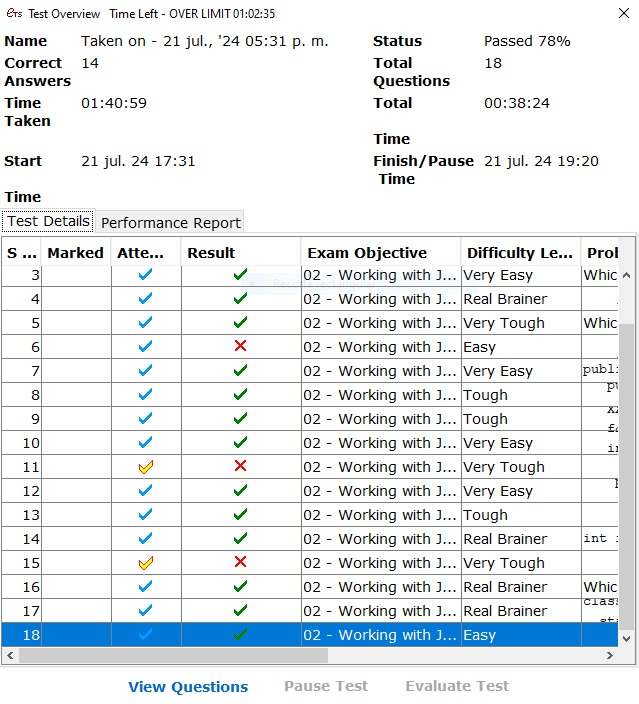 ETS Test Overview Time Left - OVER LIMIT 01:02:35
Name Taken on - 21 jul., '24 05:31 p. m. Status Passed 78%
Correct Answers 14 Total Questions 18
Time Taken 01:40:59 Total Time 00:38:24
Start Time 21 jul. 24 17:31 Finish/Pause Time 21 jul. 24 19:20
Test Details Performance Report
S ... Marked Atte... Result Exam Objective Difficulty Le... Prol
3 02 - Working with J... Very Easy Whic
4 02 - Working with J... Real Brainer
5 02 - Working with J... Very Tough Whic
6 02 - Working with J... Easy
7 02 - Working with J... Very Easy publi
8 02 - Working with J... Tough pu
9 02 - Working with J... Tough
10 02 - Working with J... Very Easy
11 02 - Working with J... Very Tough
12 02 - Working with J... Very Easy
13 02 - Working with J... Tough
14 02 - Working with J... Real Brainer int
15 02 - Working with J... Very Tough
16 02 - Working with J... Real Brainer Whic
17 02 - Working with J... Real Brainer class
18 02 - Working with J... Easy
View Questions Pause Test Evaluate Test